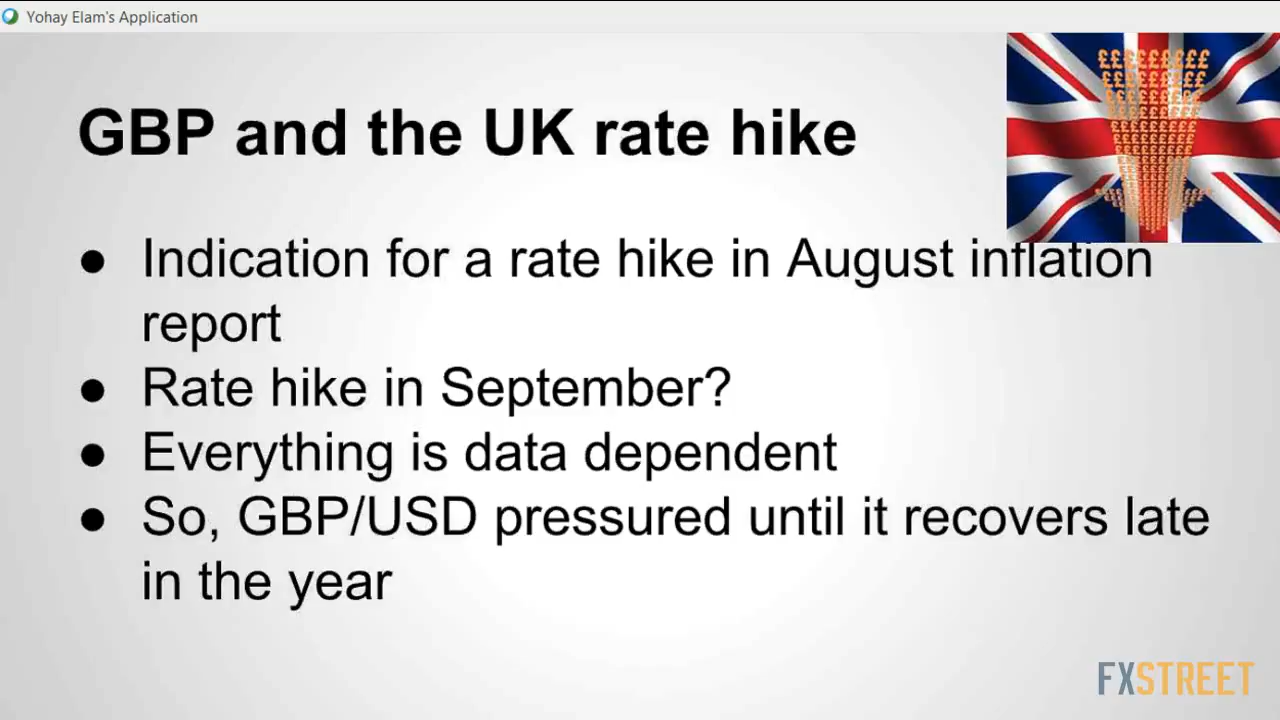 Yohay Elam's Application
GBP and the UK rate hike
● Indication for a rate hike in August inflation
report
● Rate hike in September?
● Everything is data dependent
● So, GBP/USD pressured until it recovers late
in the year
FXSTREET